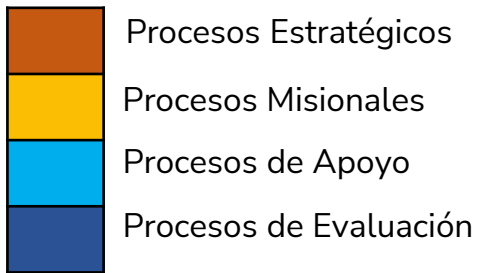 Procesos Estratégicos
Procesos Misionales
Procesos de Apoyo
Procesos de Evaluación